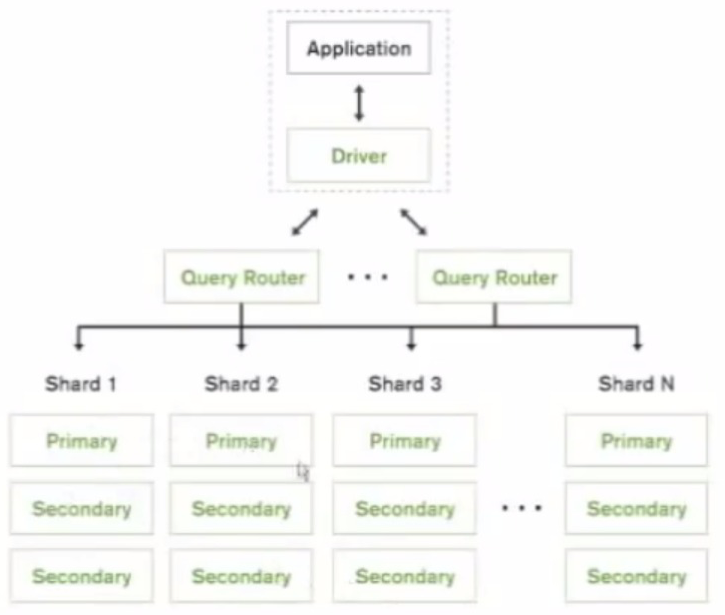 Application
Driver
Query Router ... Query Router
Shard 1 Shard 2 Shard 3 Shard N
Primary Primary Primary Primary
Secondary Secondary Secondary ... Secondary
Secondary Secondary Secondary Secondary